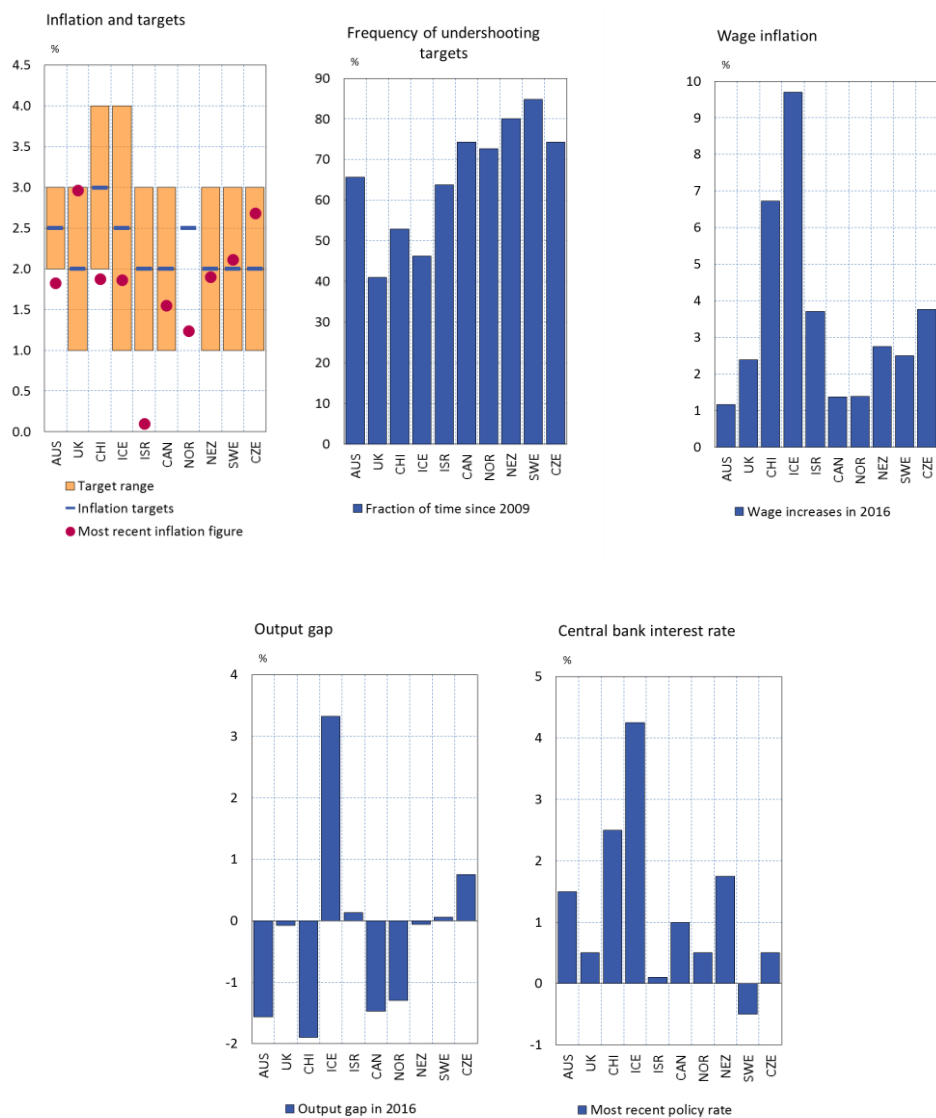 Inflation and targets
%
4.5
4.0
3.5
3.0
2.5
2.0
1.5
1.0
0.5
0.0
AUS
UK
CHI
ICE
ISR
CAN
NOR
NEZ
SWE
CZE
Target range
Inflation targets
Most recent inflation figure
Frequency of undershooting
targets
%
90
80
70
60
50
40
30
20
10
0
AUS
UK
CHI
ICE
ISR
CAN
NOR
NEZ
SWE
CZE
Fraction of time since 2009
Wage inflation
%
10
9
8
7
6
5
4
3
2
1
0
AUS
UK
CHI
ICE
ISR
CAN
NOR
NEZ
SWE
CZE
Wage increases in 2016
Output gap
%
4
3
2
1
0
-1
-2
AUS
UK
CHI
ICE
ISR
CAN
NOR
NEZ
SWE
CZE
Output gap in 2016
Central bank interest rate
%
5
4
3
2
1
0
-1
AUS
UK
CHI
ICE
ISR
CAN
NOR
NEZ
SWE
CZE
Most recent policy rate